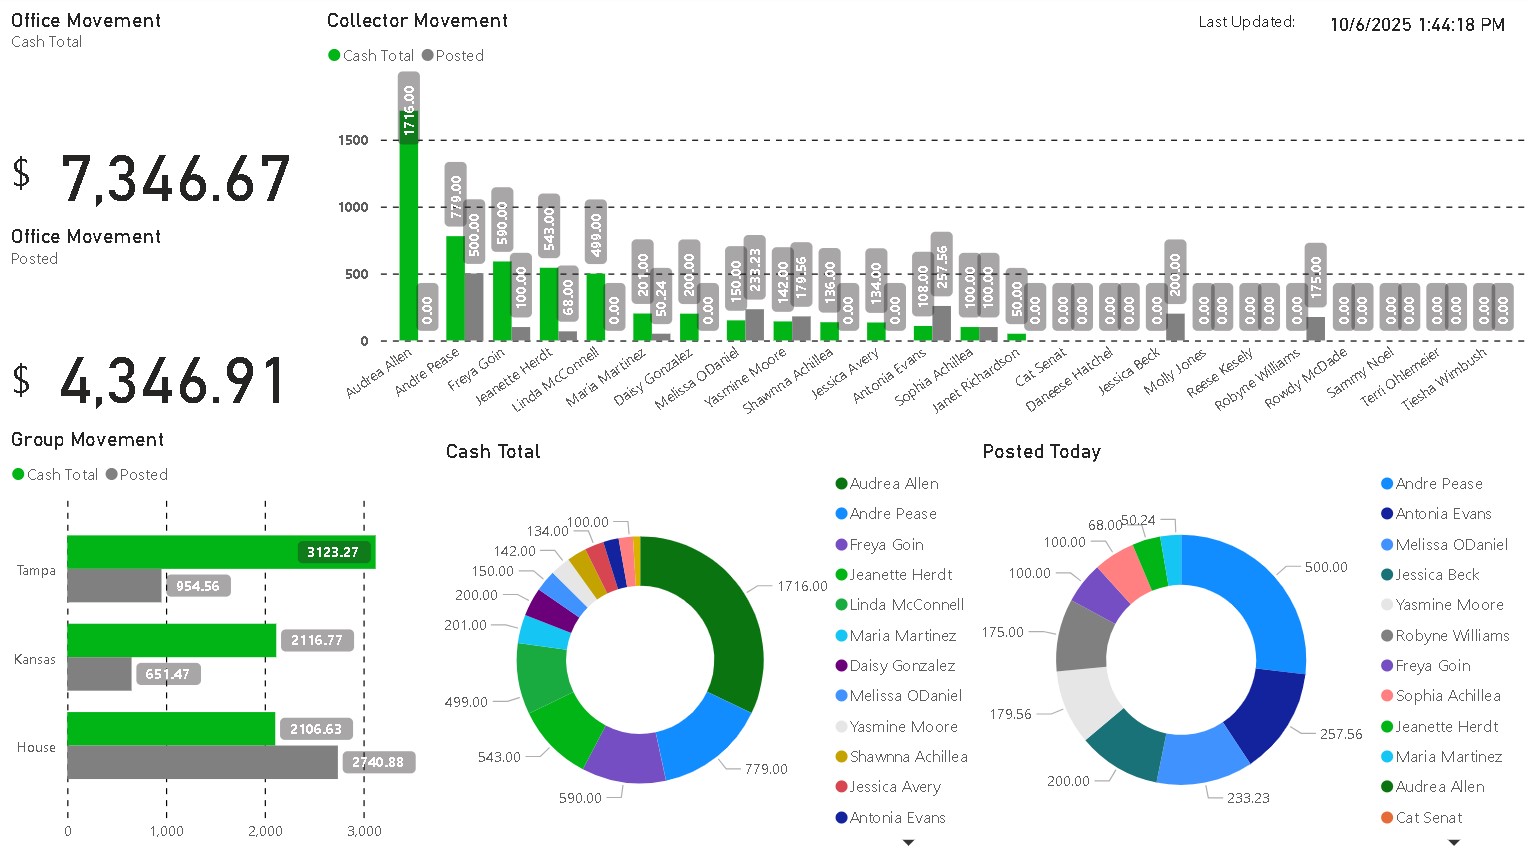 Office Movement
Cash Total
$ 7,346.67
Office Movement
Posted
$ 4,346.91
Collector Movement
Cash Total Posted
Last Updated: 10/6/2025 1:44:18 PM
1500
1000
500
0
1716.00 0.00 779.00 500.00 590.00 100.00 543.00 68.00 499.00 0.00 201.00 50.24 200.00 0.00 150.00 233.23 142.00 179.56 136.00 0.00 134.00 0.00 108.00 257.56 100.00 100.00 50.00 0.00 0.00 0.00 0.00 0.00 0.00 200.00 0.00 0.00 0.00 0.00 0.00 175.00 0.00 0.00 0.00 0.00 0.00 0.00 0.00 0.00
Audrea Allen
Andre Pease
Freya Goin
Jeanette Herdt
Linda McConnell
Maria Martinez
Daisy Gonzalez
Melissa ODaniel
Yasmine Moore
Shawnna Achillea
Jessica Avery
Antonia Evans
Sophia Achillea
Janet Richardson
Cat Senat
Daneese Hatchel
Jessica Beck
Molly Jones
Reese Kesely
Robyne Williams
Rowdy McDade
Sammy Noel
Terri Ohlemeier
Tiesha Wimbush
Group Movement
Cash Total Posted
Tampa
3123.27
954.56
Kansas
2116.77
651.47
House
2106.63
2740.88
0 1,000 2,000 3,000
Cash Total
1716.00
779.00
590.00
543.00
499.00
201.00
200.00
150.00
142.00
134.00
100.00
Audrea Allen
Andre Pease
Freya Goin
Jeanette Herdt
Linda McConnell
Maria Martinez
Daisy Gonzalez
Melissa ODaniel
Yasmine Moore
Shawnna Achillea
Jessica Avery
Antonia Evans
Posted Today
500.00
257.56
233.23
200.00
179.56
175.00
100.00
100.00
68.00
50.24
Andre Pease
Antonia Evans
Melissa ODaniel
Jessica Beck
Yasmine Moore
Robyne Williams
Freya Goin
Sophia Achillea
Jeanette Herdt
Maria Martinez
Audrea Allen
Cat Senat